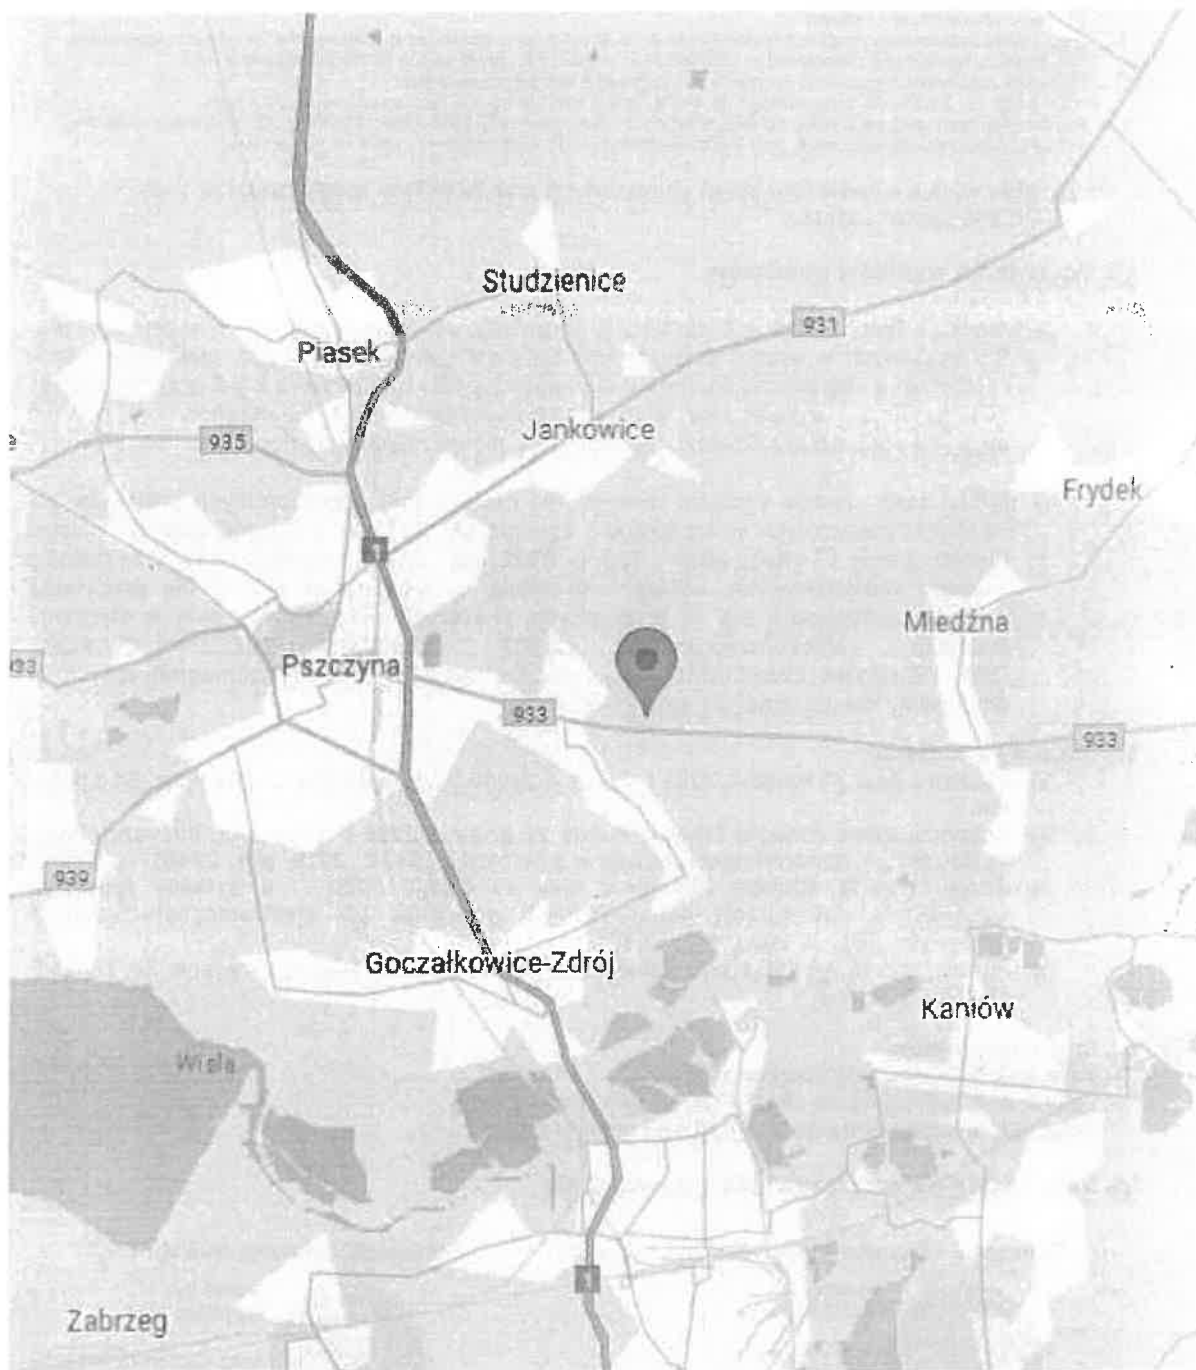 Studzienice
931
Piasek
Jankowice
935
Frydek
1
Miedźna
933
Pszczyna
933
933
939
Goczałkowice-Zdrój
Kaniów
Wisła
1
Zabrzeg